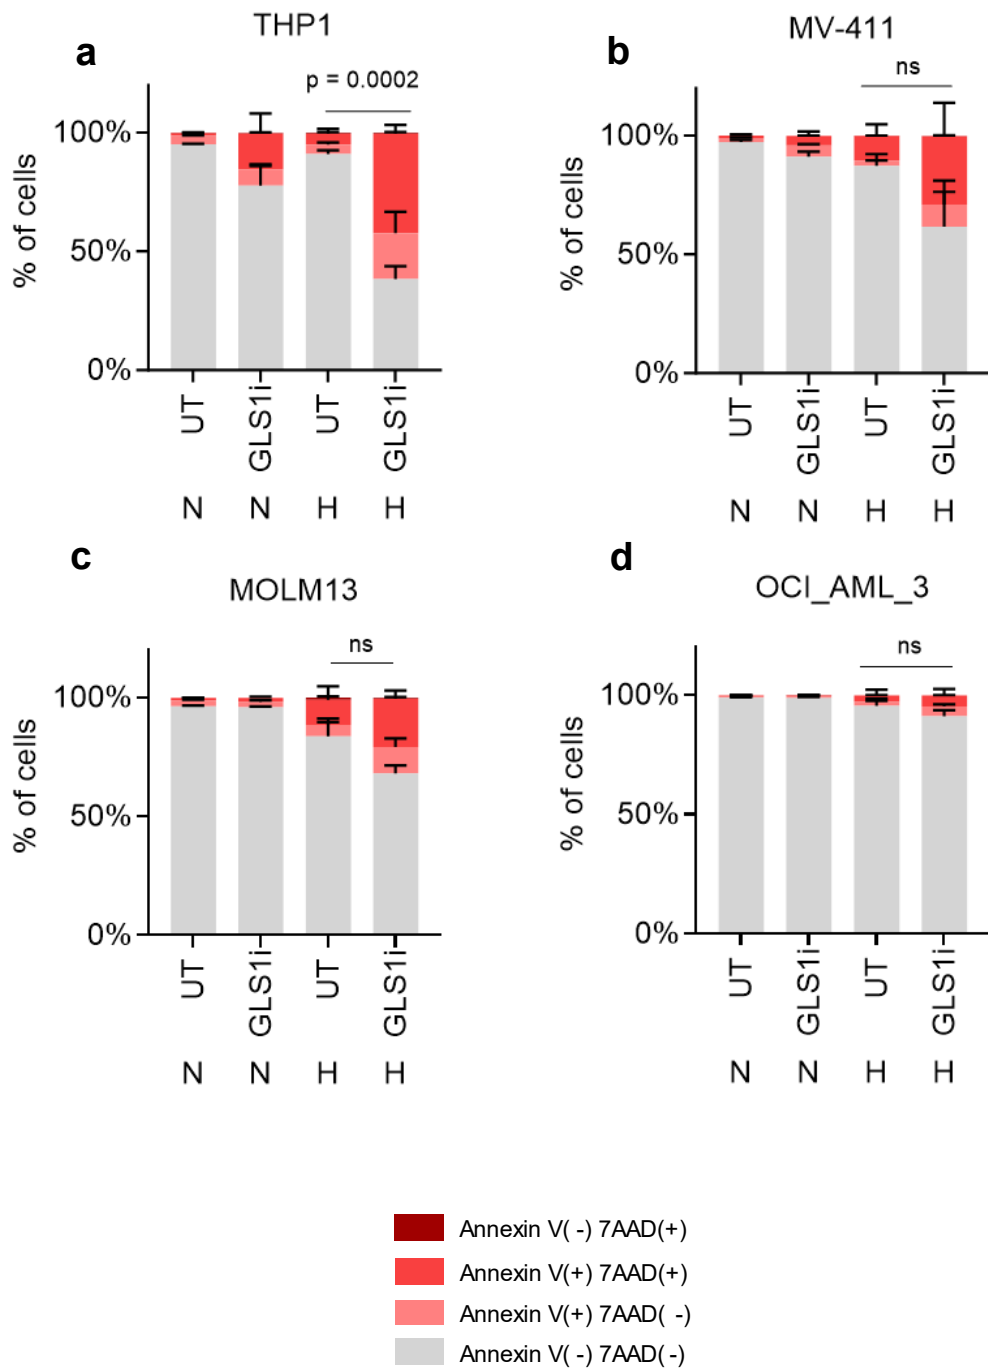 a
THP1
p = 0.0002
% of cells
100%
50%
0%
UT GLS1i UT GLS1i
N N H H
b
MV-411
ns
% of cells
100%
50%
0%
UT GLS1i UT GLS1i
N N H H
c
MOLM13
ns
% of cells
100%
50%
0%
UT GLS1i UT GLS1i
N N H H
d
OCI_AML_3
ns
% of cells
100%
50%
0%
UT GLS1i UT GLS1i
N N H H
Annexin V( -) 7AAD(+)
Annexin V(+) 7AAD(+)
Annexin V(+) 7AAD( -)
Annexin V( -) 7AAD( -)